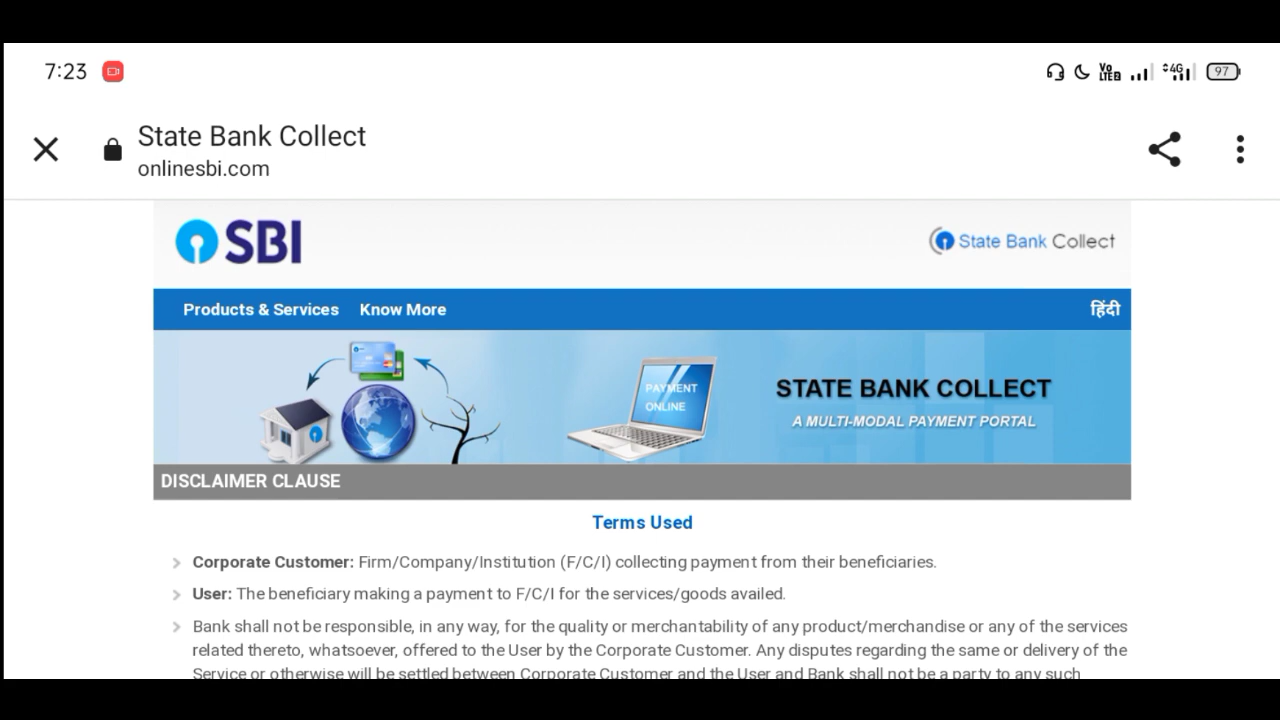 7:23
Vo LTE2 4G 97
State Bank Collect
onlinesbi.com
SBI
State Bank Collect
Products & Services Know More हिंदी
PAYMENT
ONLINE
STATE BANK COLLECT
A MULTI-MODAL PAYMENT PORTAL
DISCLAIMER CLAUSE
Terms Used
Corporate Customer: Firm/Company/Institution (F/C/I) collecting payment from their beneficiaries.
User: The beneficiary making a payment to F/C/I for the services/goods availed.
Bank shall not be responsible, in any way, for the quality or merchantability of any product/merchandise or any of the services
related thereto, whatsoever, offered to the User by the Corporate Customer. Any disputes regarding the same or delivery of the
Service or otherwise will be settled between Corporate Customer and the User and Bank shall not be a party to any such